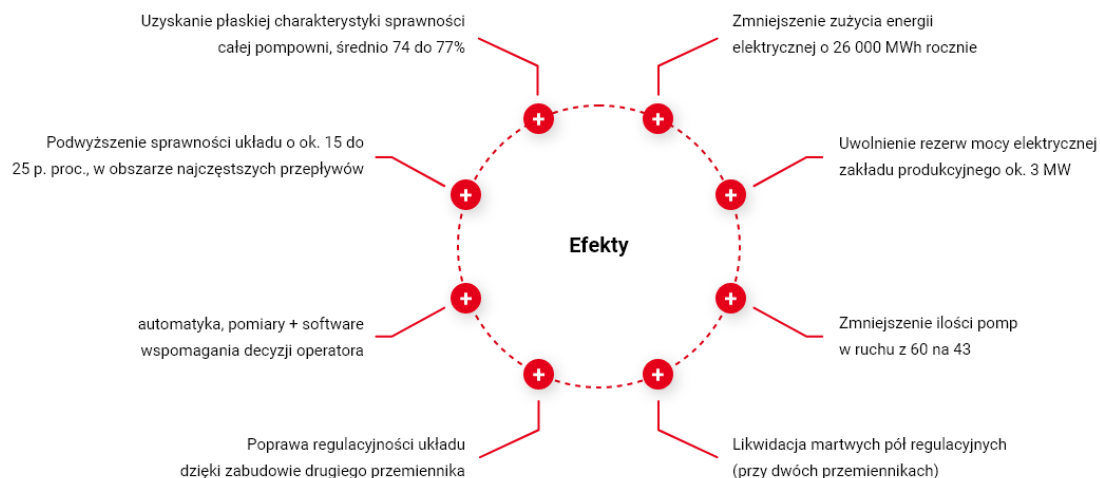 Uzyskanie płaskiej charakterystyki sprawności
całej pompowni, średnio 74 do 77%
Zmniejszenie zużycia energii
elektrycznej o 26 000 MWh rocznie
Podwyższenie sprawności układu o ok. 15 do
25 p. proc., w obszarze najczęstszych przepływów
Uwolnienie rezerw mocy elektrycznej
zakładu produkcyjnego ok. 3 MW
Efekty
automatyka, pomiary + software
wspomagania decyzji operatora
Zmniejszenie ilości pomp
w ruchu z 60 na 43
Poprawa regulacyjności układu
dzięki zabudowie drugiego przemiennika
Likwidacja martwych pól regulacyjnych
(przy dwóch przemiennikach)